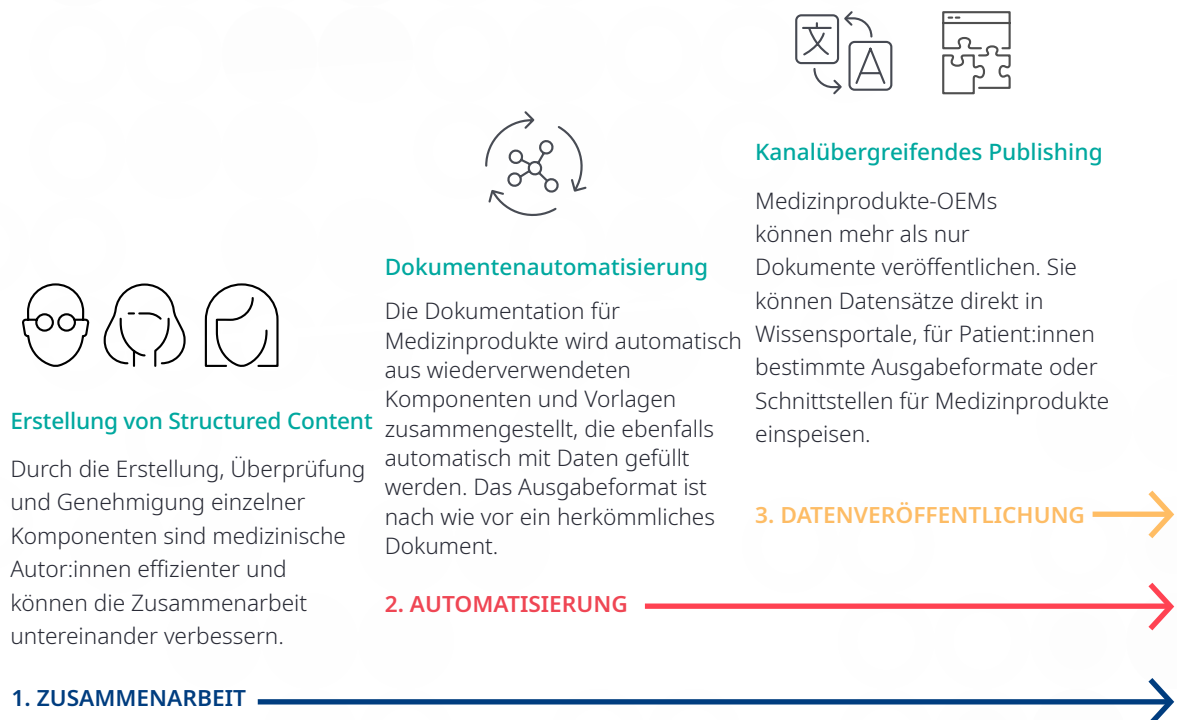 文
A
Kanalübergreifendes Publishing
Medizinprodukte-OEMs
können mehr als nur
Dokumente veröffentlichen. Sie
können Datensätze direkt in
Wissensportale, für Patient:innen
bestimmte Ausgabeformate oder
Schnittstellen für Medizinprodukte
einspeisen.
3. DATENVERÖFFENTLICHUNG
Dokumentenautomatisierung
Die Dokumentation für
Medizinprodukte wird automatisch
aus wiederverwendeten
Komponenten und Vorlagen
zusammengestellt, die ebenfalls
automatisch mit Daten gefüllt
werden. Das Ausgabeformat ist
nach wie vor ein herkömmliches
Dokument.
2. AUTOMATISIERUNG
Erstellung von Structured Content
Durch die Erstellung, Überprüfung
und Genehmigung einzelner
Komponenten sind medizinische
Autor:innen effizienter und
können die Zusammenarbeit
untereinander verbessern.
1. ZUSAMMENARBEIT